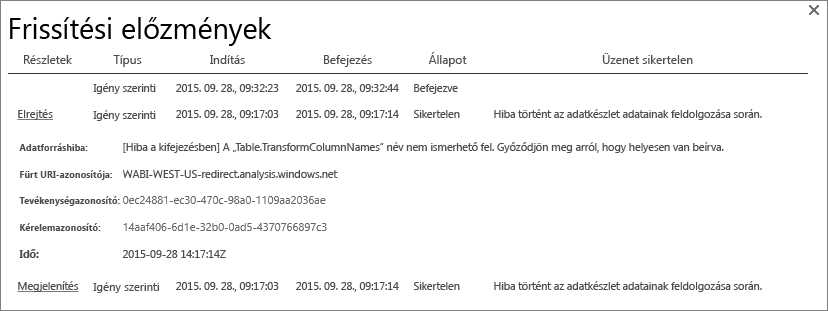 Frissítési előzmények
Részletek Típus Indítás Befejezés Állapot Üzenet sikertelen
Igény szerinti 2015. 09. 28., 09:32:23 2015. 09. 28., 09:32:44 Befejezve
Elrejtés Igény szerinti 2015. 09. 28., 09:17:03 2015. 09. 28., 09:17:14 Sikertelen Hiba történt az adatkészlet adatainak feldolgozása során.
Adatforráshiba: [Hiba a kifejezésben] A „Table.TransformColumnNames” név nem ismerhető fel. Győződjön meg arról, hogy helyesen van beírva.
Fürt URI-azonosítója: WABI-WEST-US-redirect.analysis.windows.net
Tevékenységazonosító: 0ec24881-ec30-470c-98a0-1109aa2036ae
Kérelemazonosító: 14aaf406-6d1e-32b0-0ad5-4370766897c3
Idő: 2015-09-28 14:17:14Z
Megjelenítés Igény szerinti 2015. 09. 28., 09:17:03 2015. 09. 28., 09:17:14 Sikertelen Hiba történt az adatkészlet adatainak feldolgozása során.